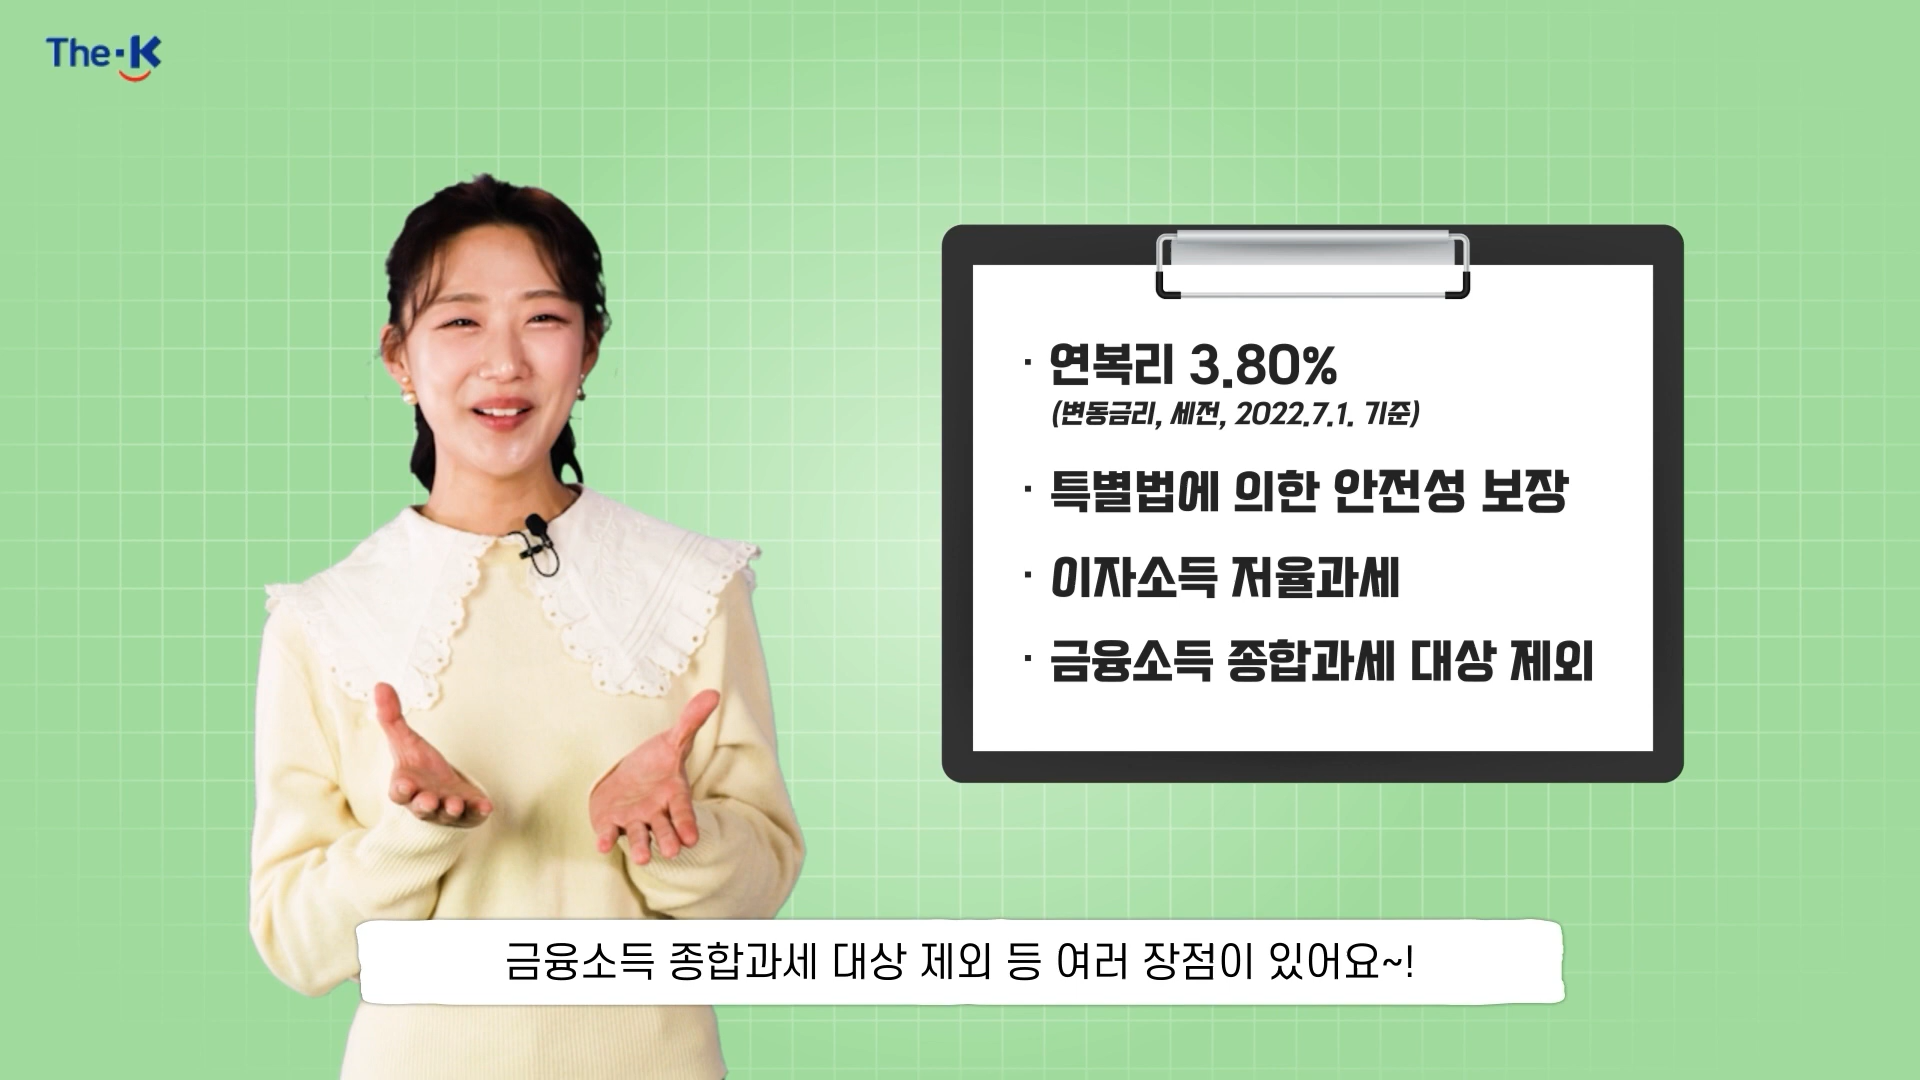 The·K
· 연복리 3.80%
(변동금리, 세전, 2022.7.1. 기준)
· 특별법에 의한 안전성 보장
· 이자소득 저율과세
· 금융소득 종합과세 대상 제외
금융소득 종합과세 대상 제외 등 여러 장점이 있어요~!